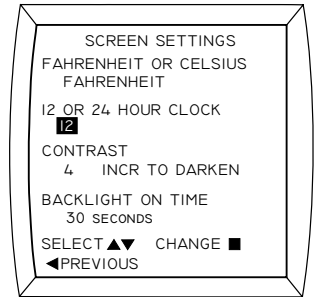 SCREEN SETTINGS
FAHRENHEIT OR CELSIUS
FAHRENHEIT
12 OR 24 HOUR CLOCK
12
CONTRAST
4 INCR TO DARKEN
BACKLIGHT ON TIME
30 SECONDS
SELECT▲▼ CHANGE ■
◀PREVIOUS